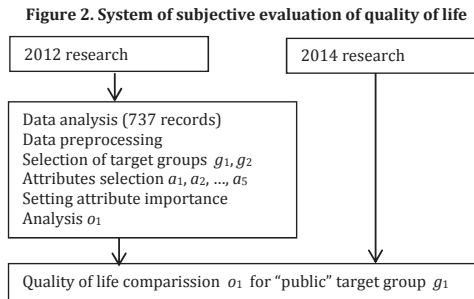 Figure 2. System of subjective evaluation of quality of life
2012 research
2014 research
Data analysis (737 records)
Data preprocessing
Selection of target groups g₁, g₂
Attributes selection a₁, a₂, ..., a₅
Setting attribute importance
Analysis o₁
Quality of life comparission o₁ for “public” target group g₁